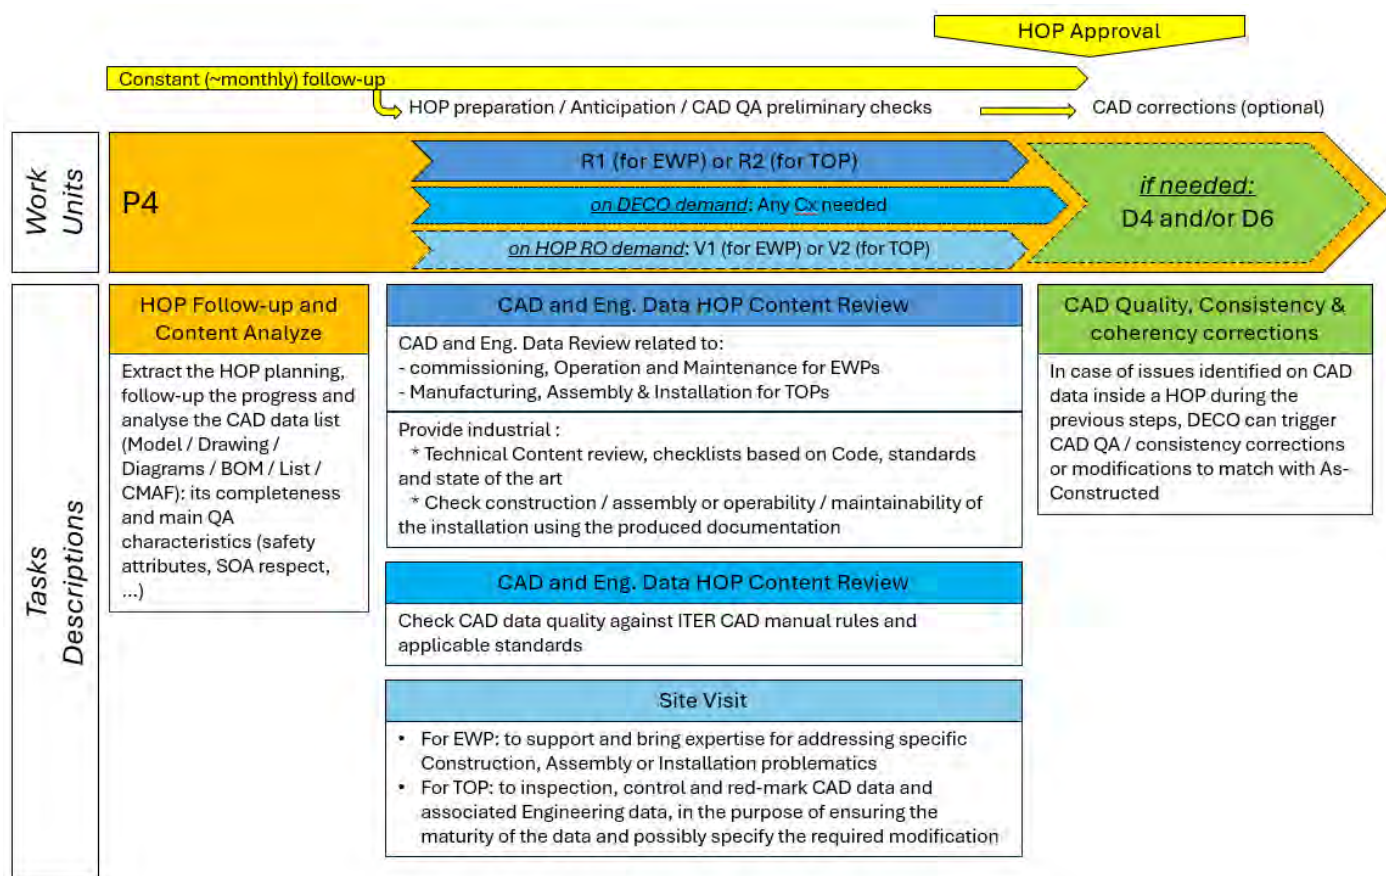 HOP Approval
Constant (~monthly) follow-up
HOP preparation / Anticipation / CAD QA preliminary checks
CAD corrections (optional)
Work
Units
P4
R1 (for EWP) or R2 (for TOP)
on DECO demand: Any Cx needed
on HOP RO demand: V1 (for EWP) or V2 (for TOP)
if needed:
D4 and/or D6
Tasks
Descriptions
HOP Follow-up and
Content Analyze
Extract the HOP planning,
follow-up the progress and
analyse the CAD data list
(Model / Drawing /
Diagrams / BOM / List /
CMAF): its completeness
and main QA
characteristics (safety
attributes, SOA respect,
...)
CAD and Eng. Data HOP Content Review
CAD and Eng. Data Review related to:
- commissioning, Operation and Maintenance for EWPs
- Manufacturing, Assembly & Installation for TOPs
Provide industrial :
* Technical Content review, checklists based on Code, standards
and state of the art
* Check construction / assembly or operability / maintainability of
the installation using the produced documentation
CAD and Eng. Data HOP Content Review
Check CAD data quality against ITER CAD manual rules and
applicable standards
Site Visit
• For EWP: to support and bring expertise for addressing specific
Construction, Assembly or Installation problematics
• For TOP: to inspection, control and red-mark CAD data and
associated Engineering data, in the purpose of ensuring the
maturity of the data and possibly specify the required modification
CAD Quality, Consistency &
coherency corrections
In case of issues identified on CAD
data inside a HOP during the
previous steps, DECO can trigger
CAD QA / consistency corrections
or modifications to match with As-
Constructed